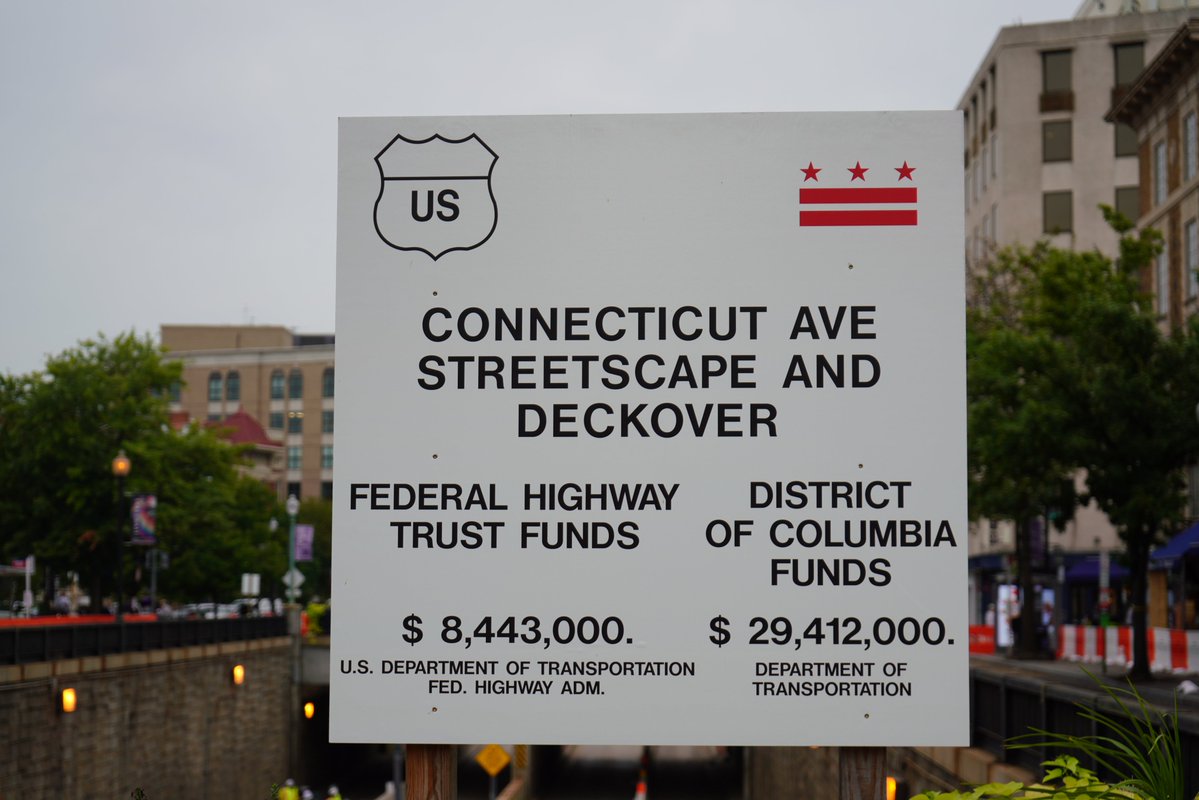 US
CONNECTICUT AVE
STREETSCAPE AND
DECKOVER
FEDERAL HIGHWAY
TRUST FUNDS
$ 8,443,000.
U.S. DEPARTMENT OF TRANSPORTATION
FED. HIGHWAY ADM.
DISTRICT
OF COLUMBIA
FUNDS
$ 29,412,000.
DEPARTMENT OF
TRANSPORTATION